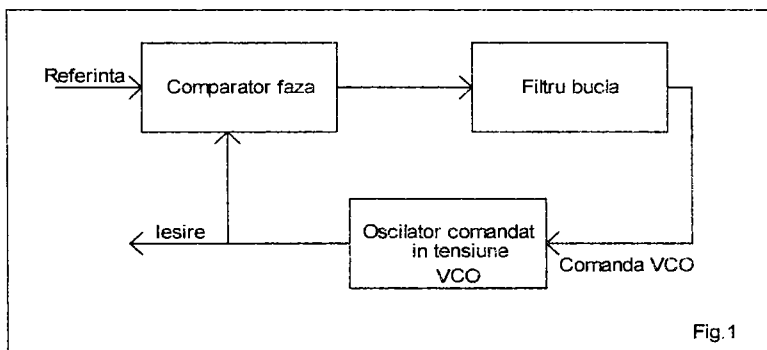 Referinta
Comparator faza
Filtru bucla
Iesire
Oscilator comandat
in tensiune
VCO
Comanda VCO
Fig.1